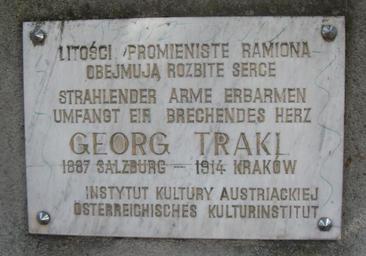 LITOŚCI PROMIENISTE RAMIONA
OBEJMUJĄ ROZBITE SERCE
STRAHLENDER ARME ERBARMEN
UMFANGT EIN BRECHENDES HERZ
GEORG TRAKL
1887 SALZBURG — 1914 KRAKÓW
INSTYTUT KULTURY AUSTRIACKIEJ
ÖSTERREICHISCHES KULTURINSTITUT